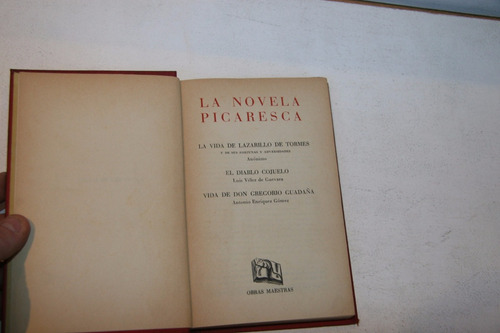 LA NOVELA
PICARESCA
LA VIDA DE LAZARILLO DE TORMES
Y DE SUS FORTUNAS Y ADVERSIDADES
Anónimo
EL DIABLO COJUELO
Luis Vélez de Guevara
VIDA DE DON GREGORIO GUADAÑA
Antonio Enríquez Gómez
OBRAS MAESTRAS